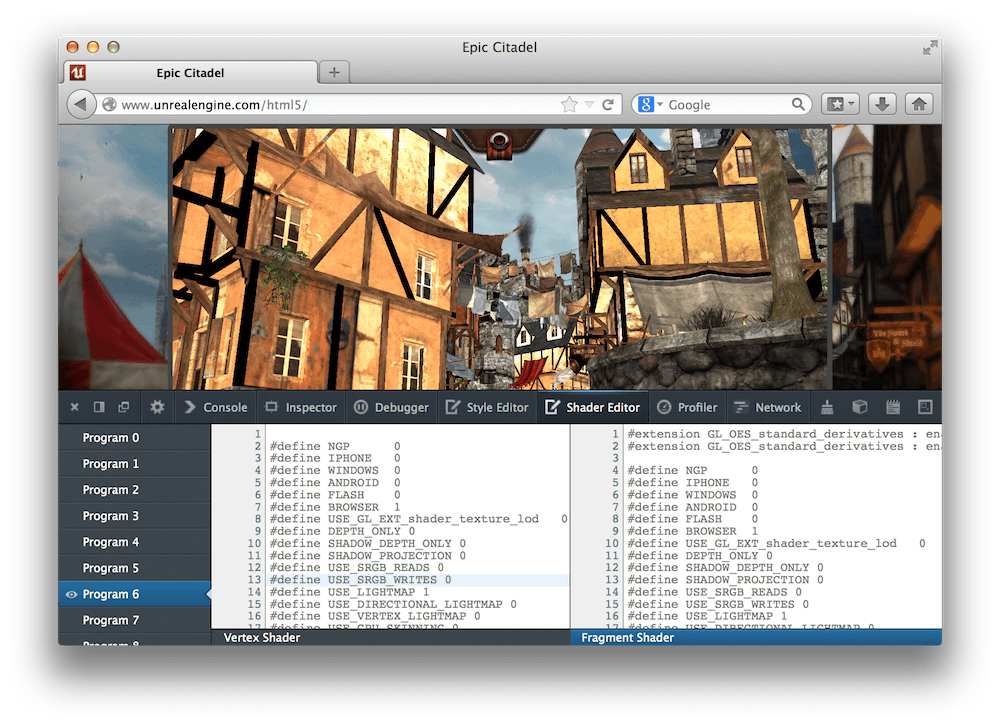 Epic Citadel
Epic Citadel
www.unrealengine.com/html5/
Google
The Sword
& Shield
Console
Inspector
Debugger
Style Editor
Shader Editor
Profiler
Network
Program 0
Program 1
Program 2
Program 3
Program 4
Program 5
Program 6
Program 7
Program 8
1
2 #define NGP 0
3 #define IPHONE 0
4 #define WINDOWS 0
5 #define ANDROID 0
6 #define FLASH 0
7 #define BROWSER 1
8 #define USE_GL_EXT_shader_texture_lod 0
9 #define DEPTH_ONLY 0
10 #define SHADOW_DEPTH_ONLY 0
11 #define SHADOW_PROJECTION 0
12 #define USE_SRGB_READS 0
13 #define USE_SRGB_WRITES 0
14 #define USE_LIGHTMAP 1
15 #define USE_DIRECTIONAL_LIGHTMAP 0
16 #define USE_VERTEX_LIGHTMAP 0
17 #define USE_GPU_SKINNING 0
Vertex Shader
1 #extension GL_OES_standard_derivatives : ena
2 #extension GL_OES_standard_derivatives : ena
3
4 #define NGP 0
5 #define IPHONE 0
6 #define WINDOWS 0
7 #define ANDROID 0
8 #define FLASH 0
9 #define BROWSER 1
10 #define USE_GL_EXT_shader_texture_lod 0
11 #define DEPTH_ONLY 0
12 #define SHADOW_DEPTH_ONLY 0
13 #define SHADOW_PROJECTION 0
14 #define USE_SRGB_READS 0
15 #define USE_SRGB_WRITES 0
16 #define USE_LIGHTMAP 1
17 #define USE_DIRECTIONAL_LIGHTMAP 0
Fragment Shader